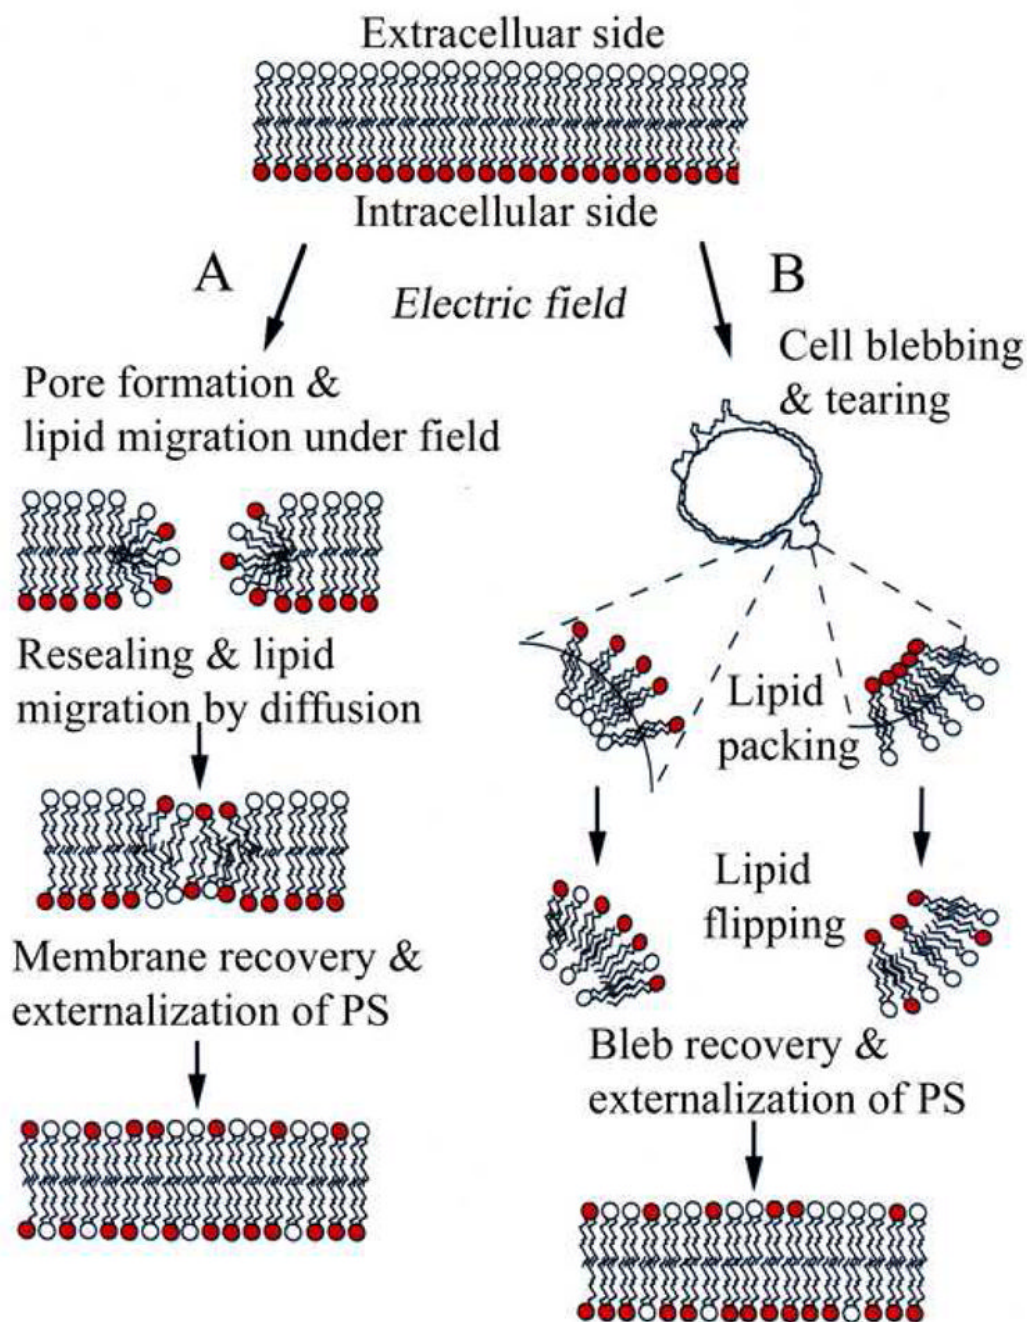 Extracelluar side
Intracellular side
A
B
Electric field
Cell blebbing
& tearing
Pore formation &
lipid migration under field
Resealing & lipid
migration by diffusion
Lipid
packing
Lipid
flipping
Membrane recovery &
externalization of PS
Bleb recovery &
externalization of PS